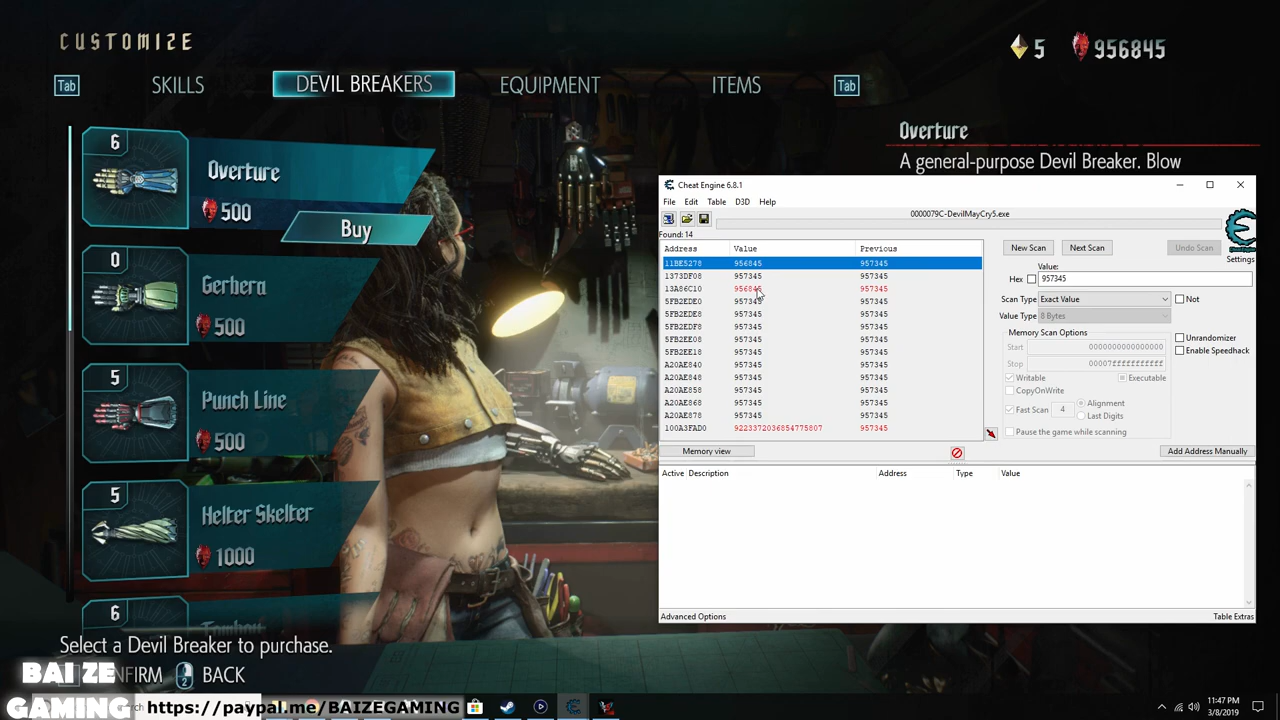 CUSTOMIZE
5 956845
Tab SKILLS DEVIL BREAKERS EQUIPMENT ITEMS Tab
6
Overture
500
Buy
0
Gerbera
500
5
Punch Line
500
5
Helter Skelter
1000
6
Overture
A general-purpose Devil Breaker. Blow
Select a Devil Breaker to purchase.
2 BACK
BAIZE
GAMING
https://paypal.me/BAIZEGAMING
Cheat Engine 6.8.1
File Edit Table D3D Help
0000079C-DevilMayCry5.exe
Found: 14
Address Value Previous
11BE5278 956845 957345
1373DF08 957345 957345
13A86C10 956845 957345
5FB2EDE0 957345 957345
5FB2EDE8 957345 957345
5FB2EDF8 957345 957345
5FB2EE08 957345 957345
5FB2EE18 957345 957345
A20AE840 957345 957345
A20AE848 957345 957345
A20AE858 957345 957345
A20AE868 957345 957345
A20AE878 957345 957345
100A3FAD0 9223372036854775807 957345
New Scan Next Scan Undo Scan
Settings
Value:
Hex 957345
Scan Type Exact Value Not
Value Type 8 Bytes
Memory Scan Options
Start 0000000000000000
Stop 00007fffffffffff
Writable Executable
CopyOnWrite
Fast Scan 4 Alignment
Last Digits
Pause the game while scanning
Unrandomizer
Enable Speedhack
Memory view
Add Address Manually
Active Description Address Type Value
Advanced Options
Table Extras
11:47 PM
3/8/2019